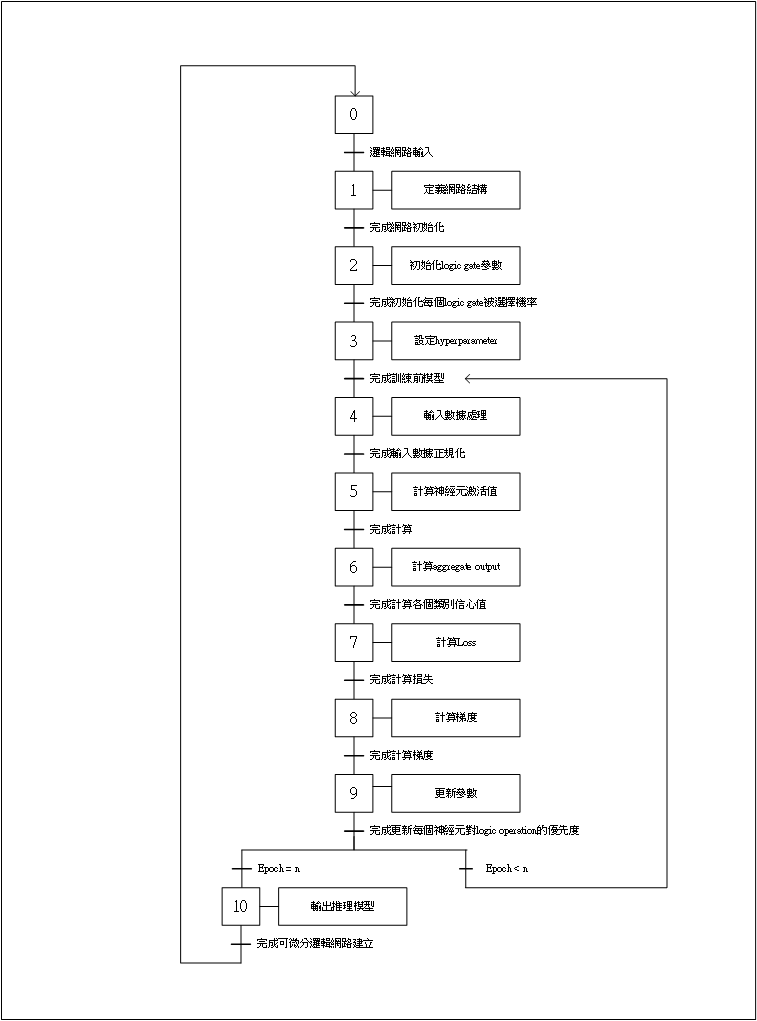 0
邏輯網路輸入
1
定義網路結構
完成網路初始化
2
初始化logic gate參數
完成初始化每個logic gate被選擇機率
3
設定hyperparameter
完成訓練前模型
4
輸入數據處理
完成輸入數據正規化
5
計算神經元激活值
完成計算
6
計算aggregate output
完成計算各個類別信心值
7
計算Loss
完成計算損失
8
計算梯度
完成計算梯度
9
更新參數
完成更新每個神經元對logic operation的優先度
Epoch = n
Epoch < n
10
輸出推理模型
完成可微分邏輯網路建立